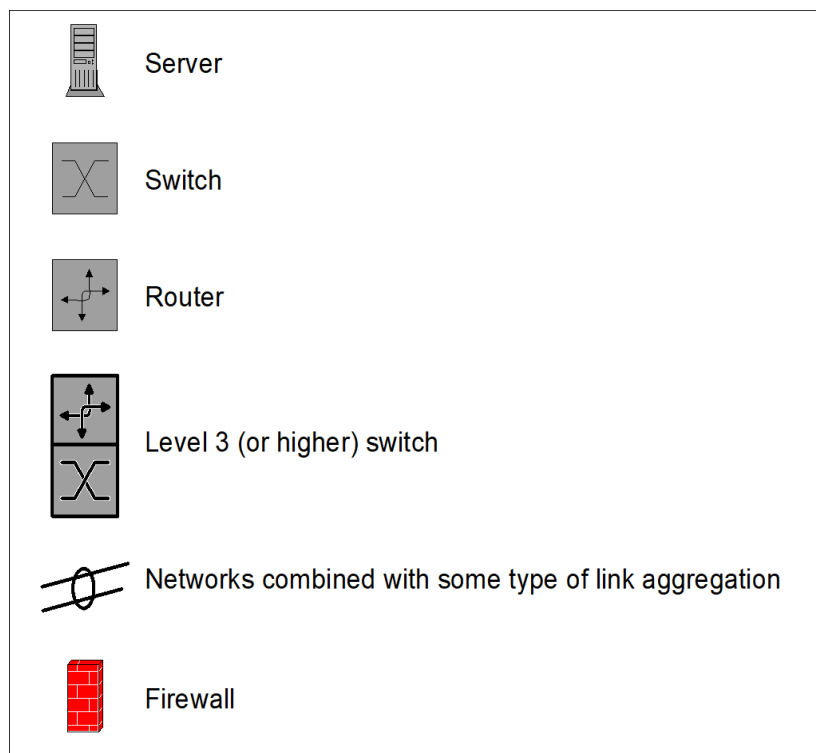 Server
Switch
Router
Level 3 (or higher) switch
Networks combined with some type of link aggregation
Firewall